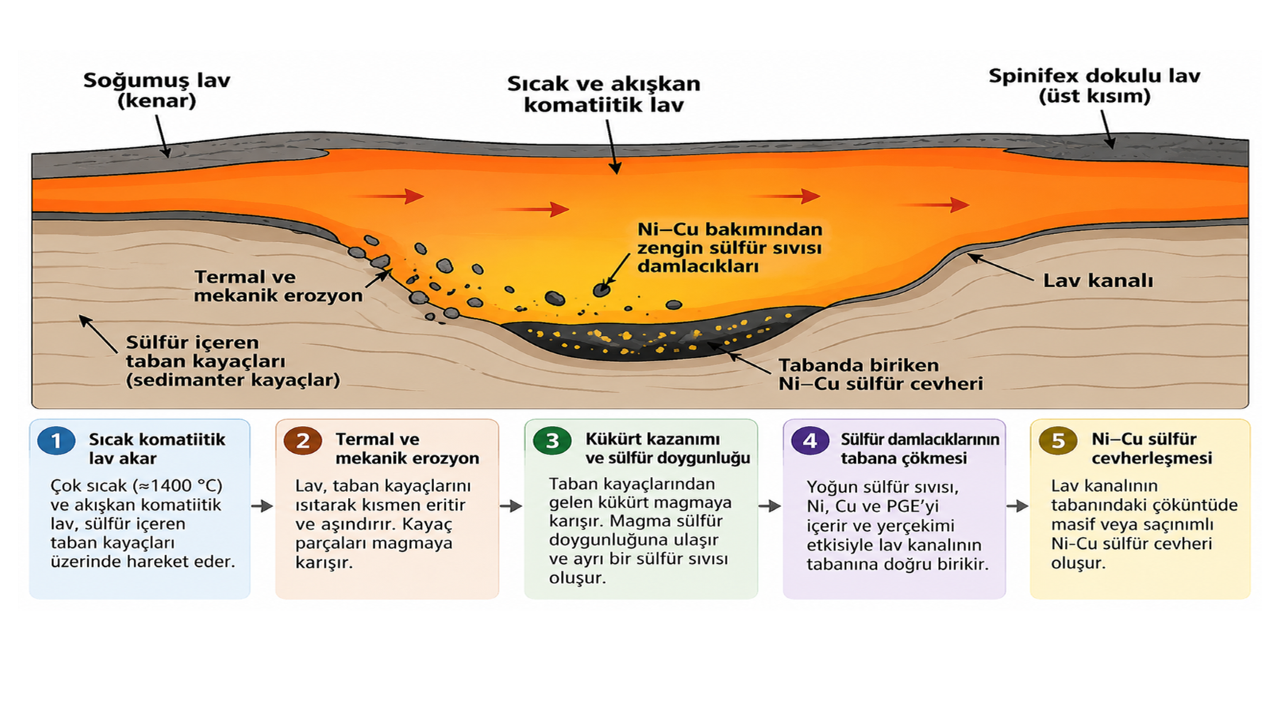 Soğumuş lav
(kenar)
Sıcak ve akışkan
komatiitik lav
Spinifex dokulu lav
(üst kısım)
Ni–Cu bakımından
zengin sülfür sıvısı
damlacıkları
Termal ve
mekanik erozyon
Lav kanalı
Sülfür içeren
taban kayaçları
(sedimanter kayaçlar)
Tabanda biriken
Ni–Cu sülfür cevheri
1
Sıcak komatiitik
lav akar
Çok sıcak (≈1400 °C)
ve akışkan komatiitik
lav, sülfür içeren
taban kayaçları
üzerinde hareket eder.
2
Termal ve
mekanik erozyon
Lav, taban kayaçlarını
ısıtarak kısmen eritir
ve aşındırır. Kayaç
parçaları magmaya
karışır.
3
Kükürt kazanımı
ve sülfür doygunluğu
Taban kayaçlarından
gelen kükürt magmaya
karışır. Magma sülfür
doygunluğuna ulaşır
ve ayrı bir sülfür sıvısı
oluşur.
4
Sülfür damlacıklarının
tabana çökmesi
Yoğun sülfür sıvısı,
Ni, Cu ve PGE’yi
içerir ve yerçekimi
etkisiyle lav kanalının
tabanına doğru birikir.
5
Ni–Cu sülfür
cevherleşmesi
Lav kanalının
tabanındaki çöküntüde
masif veya saçınımlı
Ni-Cu sülfür cevheri
oluşur.